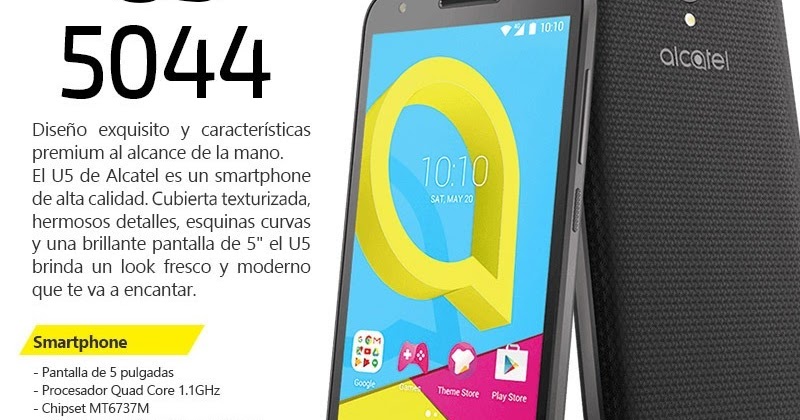 5044
Diseño exquisito y características
premium al alcance de la mano.
El U5 de Alcatel es un smartphone
de alta calidad. Cubierta texturizada,
hermosos detalles, esquinas curvas
y una brillante pantalla de 5" el U5
brinda un look fresco y moderno
que te va a encantar.
Smartphone
- Pantalla de 5 pulgadas
- Procesador Quad Core 1.1GHz
- Chipset MT6737M
10:10
10:10
SAT, MAY 20
Google
Games
Theme Store
Play Store
alcatel